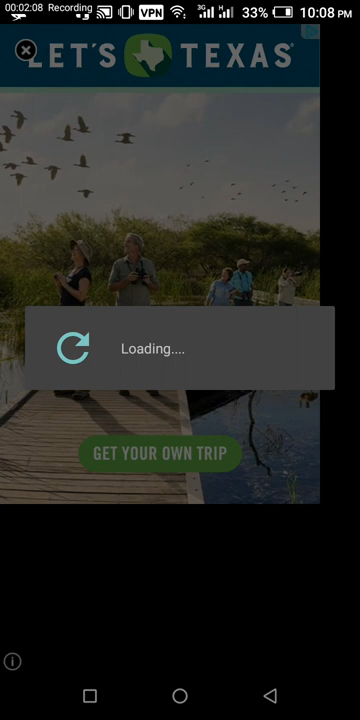 00:02:08 Recording
VPN
3G
H
33%
10:08 PM
LET'S TEXAS
Loading....
GET YOUR OWN TRIP